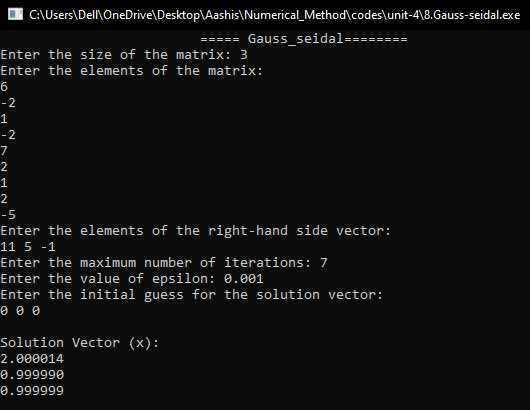 C:\Users\Dell\OneDrive\Desktop\Aashis\Numerical_Method\codes\unit-4\8.Gauss-seidal.exe
===== Gauss_seidal========
Enter the size of the matrix: 3
Enter the elements of the matrix:
6
-2
1
-2
7
2
1
2
-5
Enter the elements of the right-hand side vector:
11 5 -1
Enter the maximum number of iterations: 7
Enter the value of epsilon: 0.001
Enter the initial guess for the solution vector:
0 0 0
Solution Vector (x):
2.000014
0.999990
0.999999